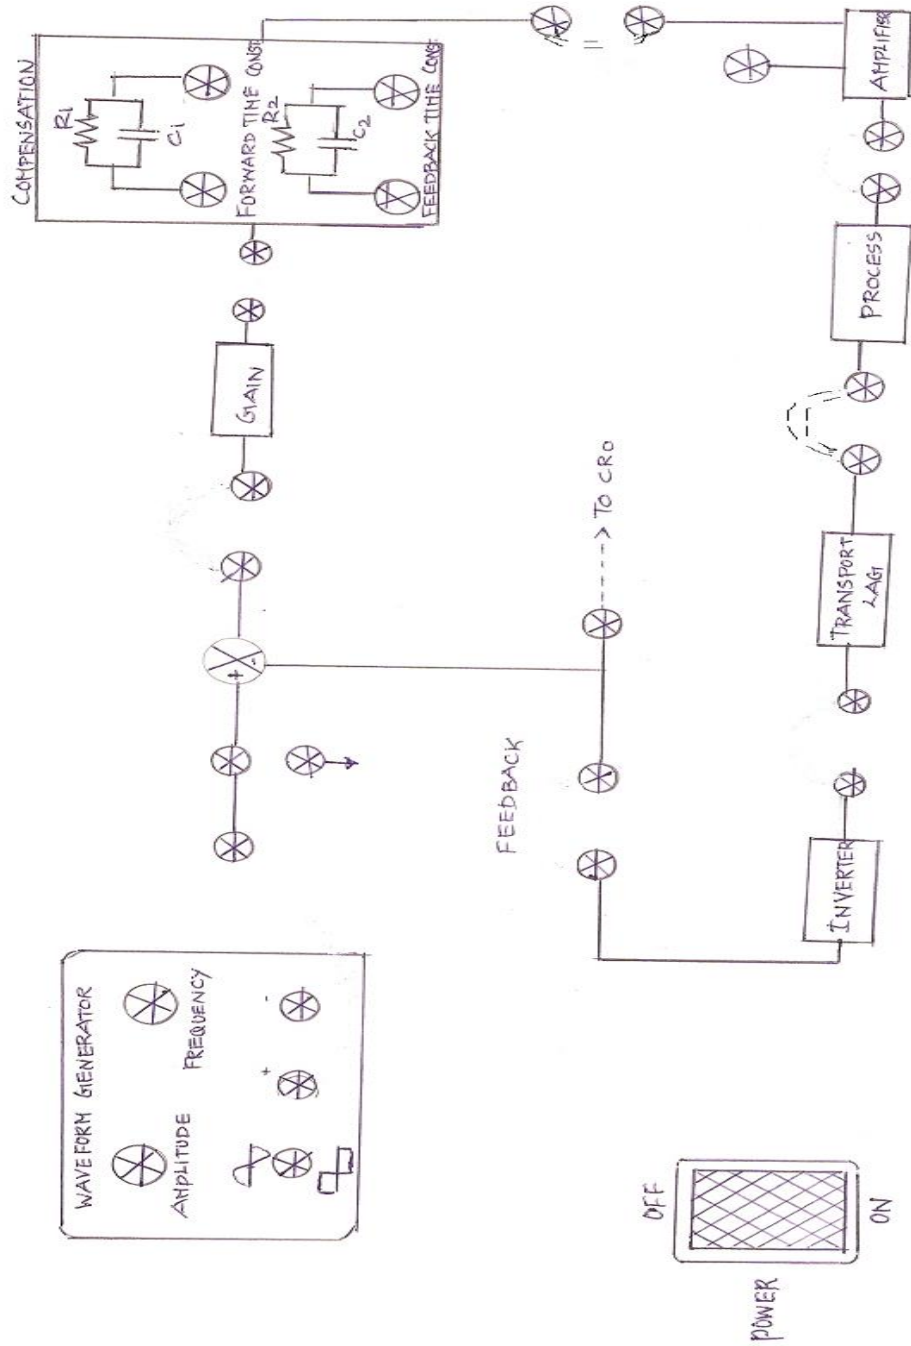 WAVEFORM GENERATOR
AMPLITUDE
FREQUENCY
+
-
POWER
OFF
ON
+
-
GAIN
COMPENSATION
R1
C1
FORWARD TIME CONST.
R2
C2
FEEDBACK TIME CONST.
FEEDBACK
To CRO
INVERTER
TRANSPORT
LAG
PROCESS
AMPLIFIER